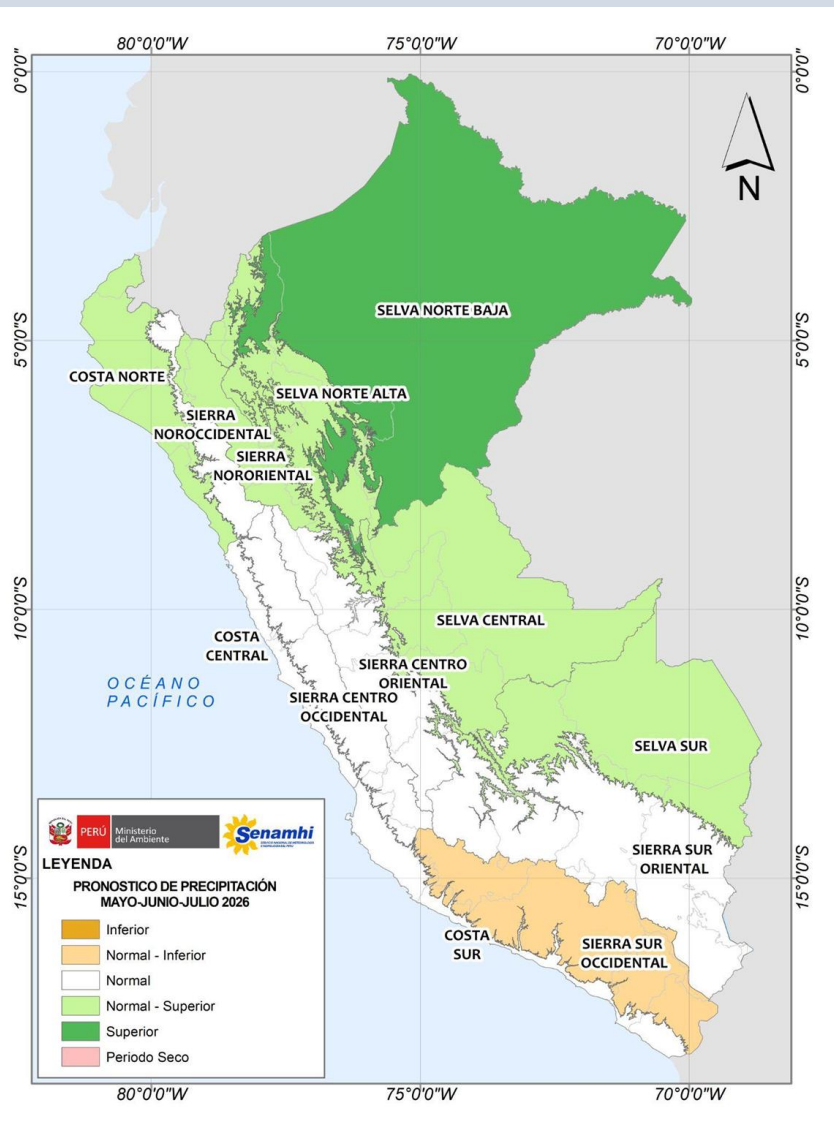 80°0'0"W 75°0'0"W 70°0'0"W
0°0'0" 0°0'0"
N
SELVA NORTE BAJA
5°0'0"S 5°0'0"S
COSTA NORTE
SELVA NORTE ALTA
SIERRA
NOROCCIDENTAL
SIERRA
NORORIENTAL
10°0'0"S 10°0'0"S
SELVA CENTRAL
COSTA
CENTRAL
SIERRA CENTRO
ORIENTAL
OCÉANO
PACÍFICO
SIERRA CENTRO
OCCIDENTAL
SELVA SUR
PERÚ
Ministerio
del Ambiente
Senamhi
LEYENDA
PRONOSTICO DE PRECIPITACIÓN
MAYO-JUNIO-JULIO 2026
Inferior
Normal - Inferior
Normal
Normal - Superior
Superior
Periodo Seco
SIERRA SUR
ORIENTAL
15°0'0"S 15°0'0"S
COSTA
SUR
SIERRA SUR
OCCIDENTAL
80°0'0"W 75°0'0"W 70°0'0"W